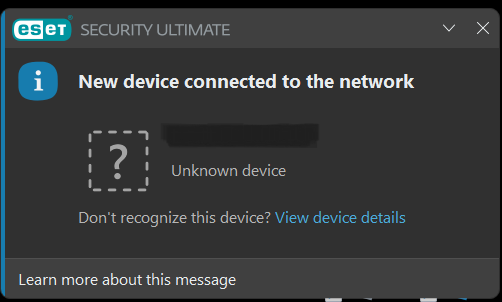 eseT SECURITY ULTIMATE
New device connected to the network
Unknown device
Don't recognize this device? View device details
Learn more about this message